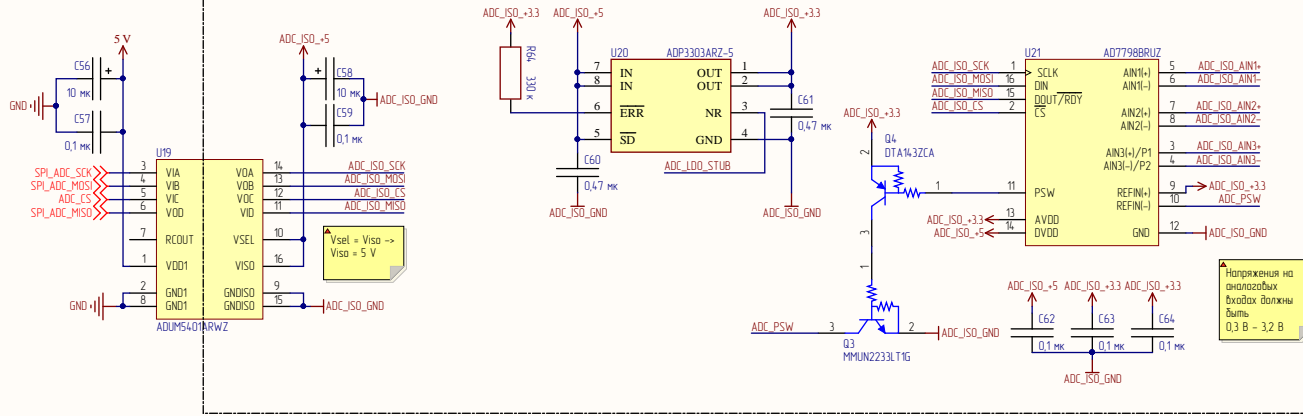 5 V
C56
10 мк
GND
C57
0,1 мк
ADC_ISO_+5
C58
10 мк
ADC_ISO_GND
C59
0,1 мк
U19
SPI_ADC_SCK
3
VIA
VOA
14
ADC_ISO_SCK
SPI_ADC_MOSI
4
VIB
VOB
13
ADC_ISO_MOSI
ADC_CS
5
VIC
VOC
12
ADC_ISO_CS
SPI_ADC_MISO
6
VOD
VID
11
ADC_ISO_MISO
7
RCOUT
VSEL
10
1
VDD1
VISO
16
2
GND1
GNDISO
9
GND
8
GND1
GNDISO
15
ADC_ISO_GND
ADUM5401ARWZ
Vsel = Viso ->
Viso = 5 V
ADC_ISO_+3.3
ADC_ISO_+5
ADC_ISO_+3.3
R64
330 к
U20
ADP3303ARZ-5
7
IN
OUT
1
8
IN
OUT
2
6
ERR
NR
3
5
SD
GND
4
C61
0,47 мк
C60
0,47 мк
ADC_LDO_STUB
ADC_ISO_GND
ADC_ISO_GND
U21
AD7798BRUZ
ADC_ISO_SCK
1
SCLK
AIN1(+)
5
ADC_ISO_AIN1+
ADC_ISO_MOSI
16
DIN
AIN1(-)
6
ADC_ISO_AIN1-
ADC_ISO_MISO
15
DOUT/RDY
ADC_ISO_CS
2
CS
AIN2(+)
7
ADC_ISO_AIN2+
AIN2(-)
8
ADC_ISO_AIN2-
AIN3(+)/P1
3
ADC_ISO_AIN3+
AIN3(-)/P2
4
ADC_ISO_AIN3-
11
PSW
REFIN(+)
9
ADC_ISO_+3.3
REFIN(-)
10
ADC_PSW
ADC_ISO_+3.3
13
AVDD
ADC_ISO_+5
14
DVDD
GND
12
ADC_ISO_GND
ADC_ISO_+3.3
Q4
DTA143ZCA
2
1
3
1
ADC_PSW
3
2
ADC_ISO_GND
Q3
MMUN2233LT1G
ADC_ISO_+5
ADC_ISO_+3.3
ADC_ISO_+3.3
C62
0,1 мк
C63
0,1 мк
C64
0,1 мк
ADC_ISO_GND
Напряжения на
аналоговых
входах должны
быть
0,3 В - 3,2 В